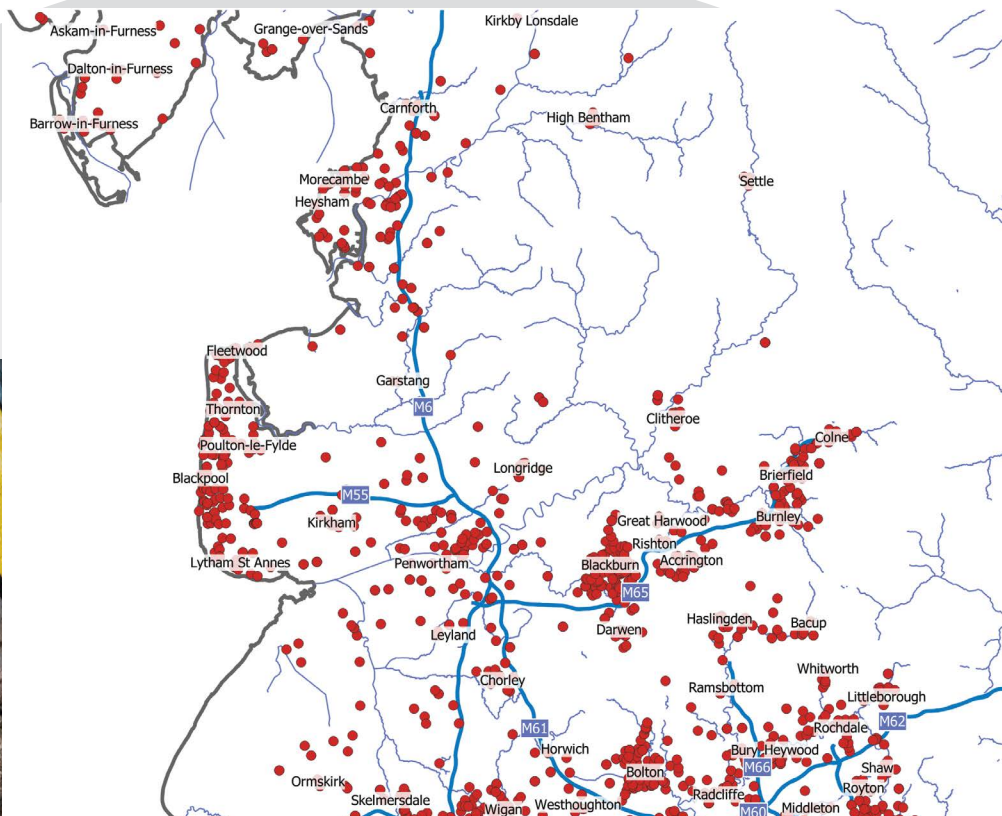 Kirkby Lonsdale
Askam-in-Furness
Grange-over-Sands
Dalton-in-Furness
Carnforth
High Bentham
Barrow-in-Furness
Morecambe
Settle
Heysham
Fleetwood
Garstang
M6
Thornton
Clitheroe
Colne
Poulton-le-Fylde
Longridge
Brierfield
Blackpool
M55
Kirkham
Great Harwood
Burnley
Rishton
Lytham St Annes
Penwortham
Blackburn
Accrington
M65
Haslingden
Bacup
Leyland
Darwen
Whitworth
Chorley
Ramsbottom
Littleborough
M61
M62
Rochdale
Horwich
Bury
Heywood
M66
Bolton
Shaw
Ormskirk
Radcliffe
Royton
Skelmersdale
Wigan
Westhoughton
M60
Middleton